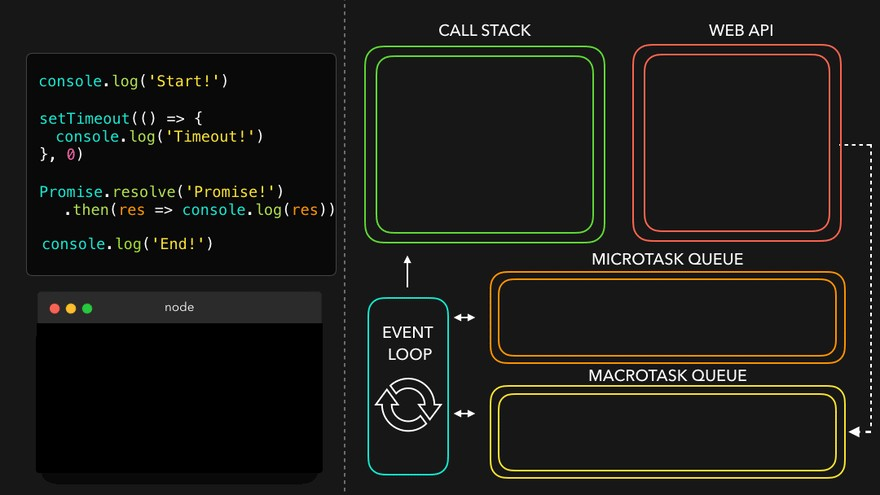 console.log('Start!')
setTimeout(() => {
  console.log('Timeout!')
}, 0)
Promise.resolve('Promise!')
   .then(res => console.log(res))
console.log('End!')
node
CALL STACK
WEB API
EVENT
LOOP
MICROTASK QUEUE
MACROTASK QUEUE